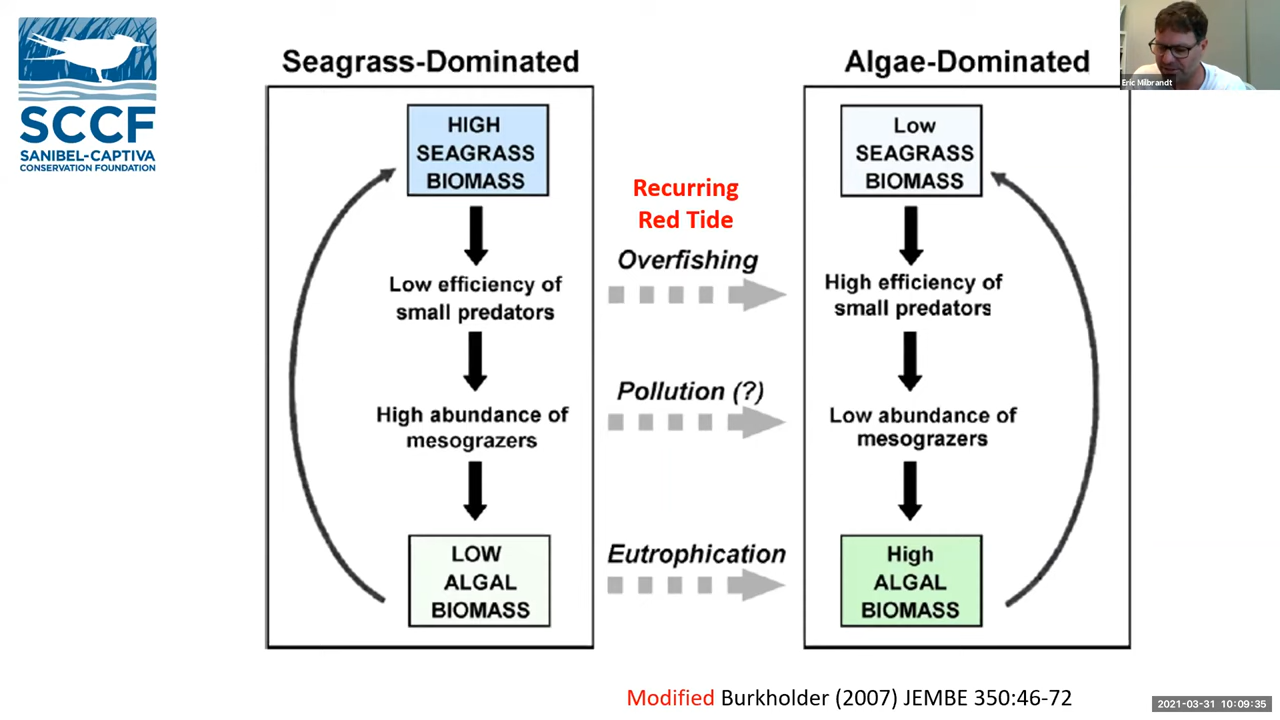 SCCF
SANIBEL-CAPTIVA
CONSERVATION FOUNDATION
Seagrass-Dominated
HIGH
SEAGRASS
BIOMASS
Low efficiency of
small predators
High abundance of
mesograzers
LOW
ALGAL
BIOMASS
Recurring
Red Tide
Overfishing
Pollution (?)
Eutrophication
Algae-Dominated
Low
SEAGRASS
BIOMASS
High efficiency of
small predators
Low abundance of
mesograzers
High
ALGAL
BIOMASS
Eric Milbrandt
Modified Burkholder (2007) JEMBE 350:46-72
2021-03-31 10:09:35